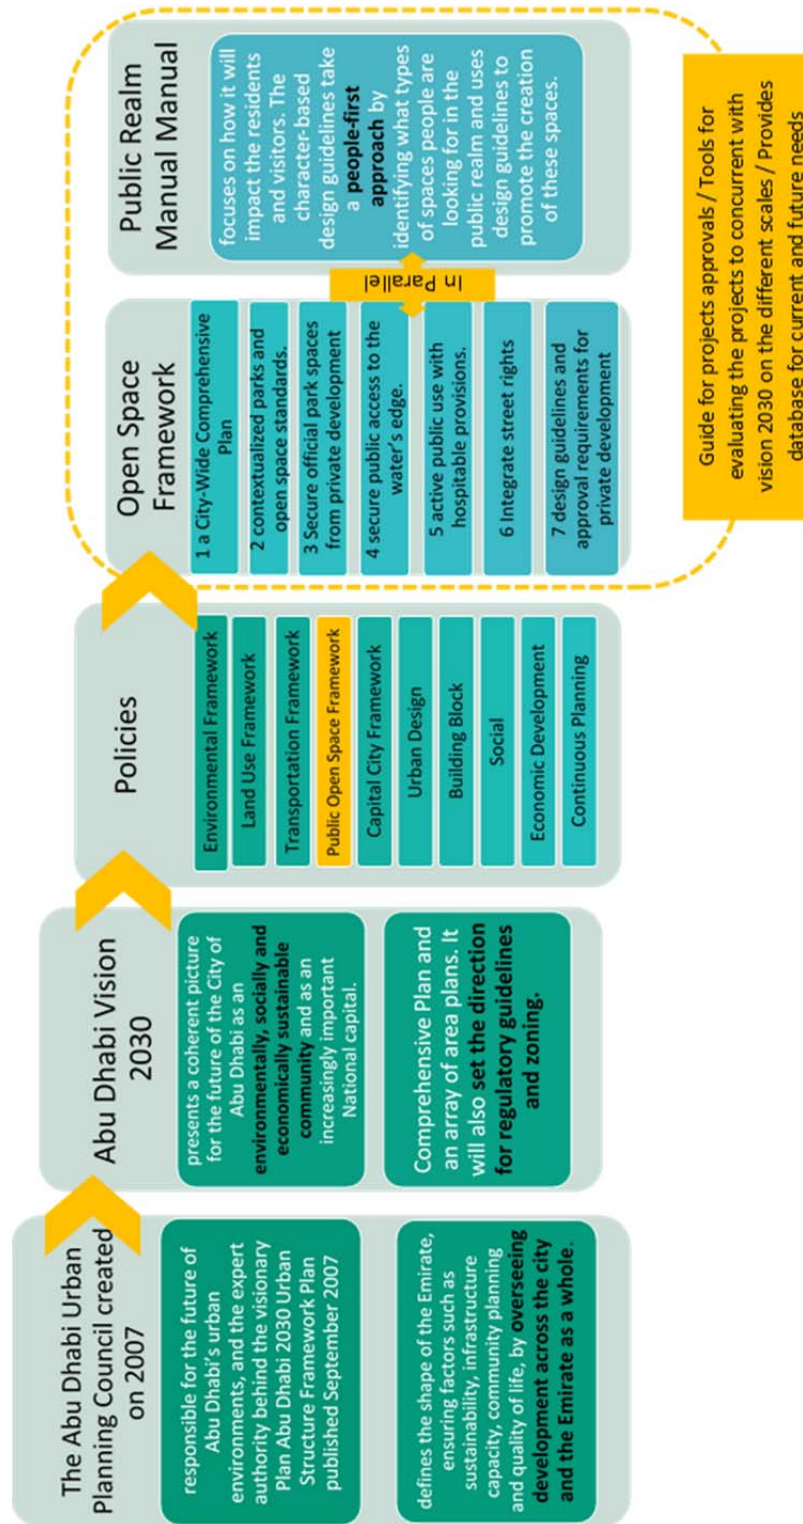 The Abu Dhabi Urban
Planning Council created
on 2007
responsible for the future of
Abu Dhabi's urban
environments, and the expert
authority behind the visionary
Plan Abu Dhabi 2030 Urban
Structure Framework Plan
published September 2007
defines the shape of the Emirate,
ensuring factors such as
sustainability, infrastructure
capacity, community planning
and quality of life, by overseeing
development across the city
and the Emirate as a whole.
Abu Dhabi Vision
2030
presents a coherent picture
for the future of the City of
Abu Dhabi as an
environmentally, socially and
economically sustainable
community and as an
increasingly important
National capital.
Comprehensive Plan and
an array of area plans. It
will also set the direction
for regulatory guidelines
and zoning.
Policies
Environmental Framework
Land Use Framework
Transportation Framework
Public Open Space Framework
Capital City Framework
Urban Design
Building Block
Social
Economic Development
Continuous Planning
Open Space
Framework
1 a City-Wide Comprehensive
Plan
2 contextualized parks and
open space standards.
3 Secure official park spaces
from private development
4 secure public access to the
water's edge.
5 active public use with
hospitable provisions.
6 Integrate street rights
7 design guidelines and
approval requirements for
private development
In Parallel
Public Realm
Manual Manual
focuses on how it will
impact the residents
and visitors. The
character-based
design guidelines take
a people-first
approach by
identifying what types
of spaces people are
looking for in the
public realm and uses
design guidelines to
promote the creation
of these spaces.
Guide for projects approvals / Tools for
evaluating the projects to concurrent with
vision 2030 on the different scales / Provides
database for current and future needs